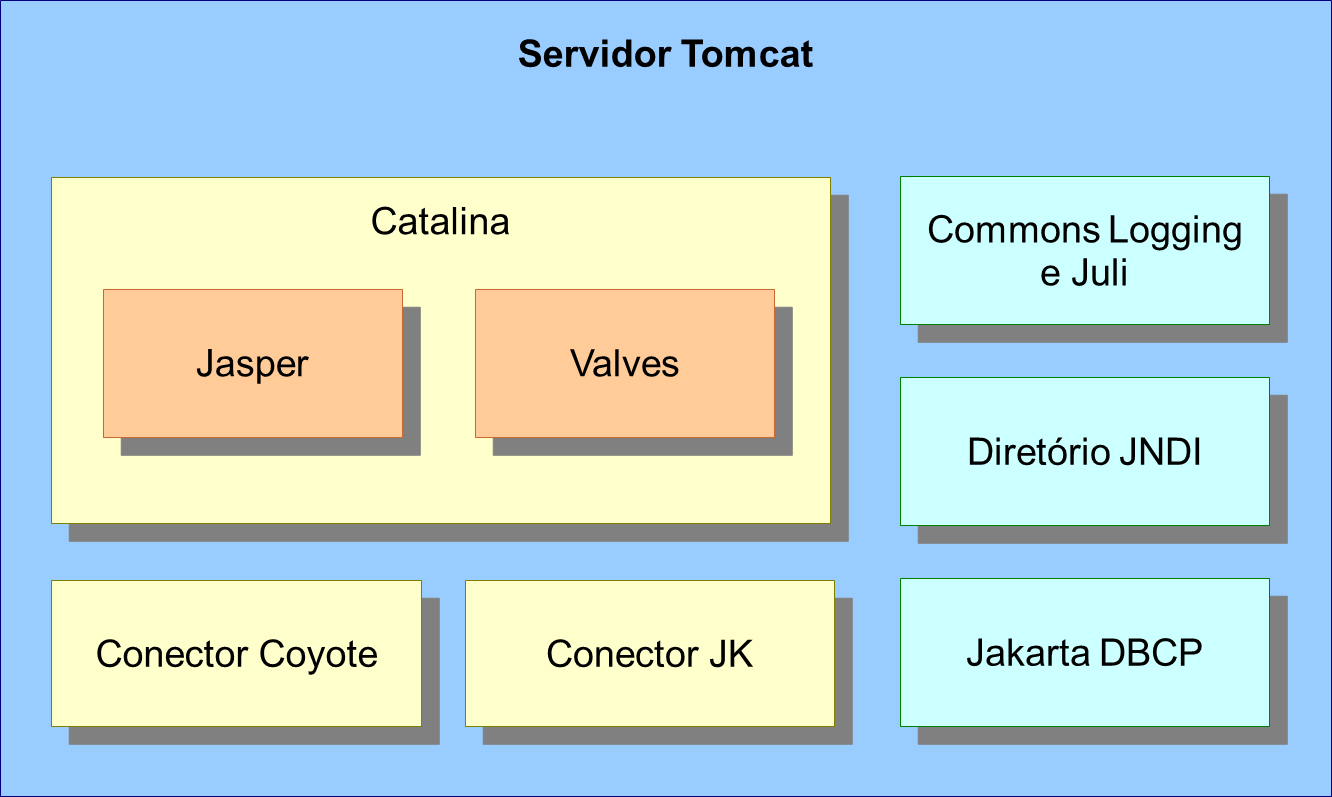 Servidor Tomcat
Catalina
Jasper
Valves
Conector Coyote
Conector JK
Commons Logging
e Juli
Diretório JNDI
Jakarta DBCP